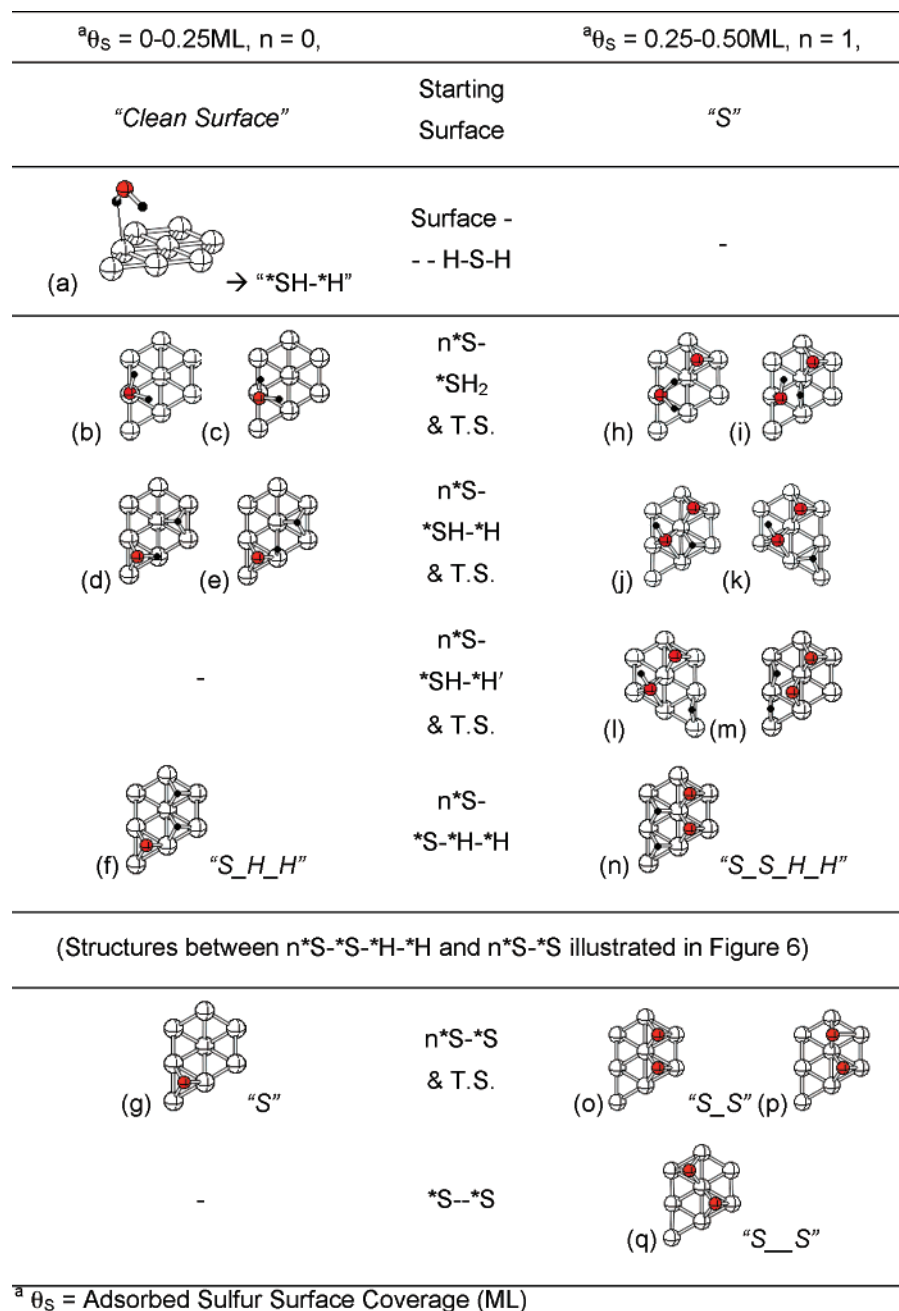 ᵃθS = 0-0.25ML, n = 0, ᵃθS = 0.25-0.50ML, n = 1,
"Clean Surface" Starting Surface "S"
Surface -
- - H-S-H
-
(a) → "*SH-*H"
n*S-
*SH2
& T.S.
(b) (c) (h) (i)
n*S-
*SH-*H
& T.S.
(d) (e) (j) (k)
n*S-
- *SH-*H′
& T.S.
(l) (m)
n*S-
*S-*H-*H
(f) "S_H_H" (n) "S_S_H_H"
(Structures between n*S-*S-*H-*H and n*S-*S illustrated in Figure 6)
n*S-*S
& T.S.
(g) "S" (o) "S_S" (p)
- *S--*S
(q) "S__S"
ᵃ θS = Adsorbed Sulfur Surface Coverage (ML)